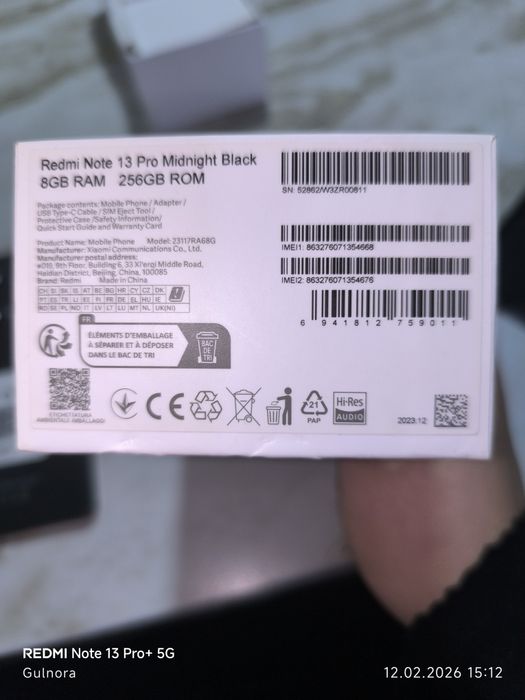 Redmi Note 13 Pro Midnight Black
8GB RAM 256GB ROM
Package contents: Mobile Phone / Adapter /
USB Type-C Cable / SIM Eject Tool /
Protective Case /Safety Information/
Quick Start Guide and Warranty Card
Product Name: Mobile Phone Model: 23117RA68G
Manufacturer: Xiaomi Communications Co., Ltd.
Manufacturer postal address:
#019, 9th Floor, Building 6, 33 Xi'erqi Middle Road,
Haidian District, Beijing, China, 100085
Brand: Redmi Made in China
SN: 52862/W3ZR00811
IMEI1: 863276071354668
IMEI2: 863276071354676
6 941812 759011
FR
ÉLÉMENTS D'EMBALLAGE
À SÉPARER ET À DÉPOSER
DANS LE BAC DE TRI
BAC
DE
TRI
ETICHETTATURA
AMBIENTALE IMBALLAGGI
CE
21
PAP
Hi-Res
AUDIO
2023.12
REDMI Note 13 Pro+ 5G
Gulnora
12.02.2026 15:12